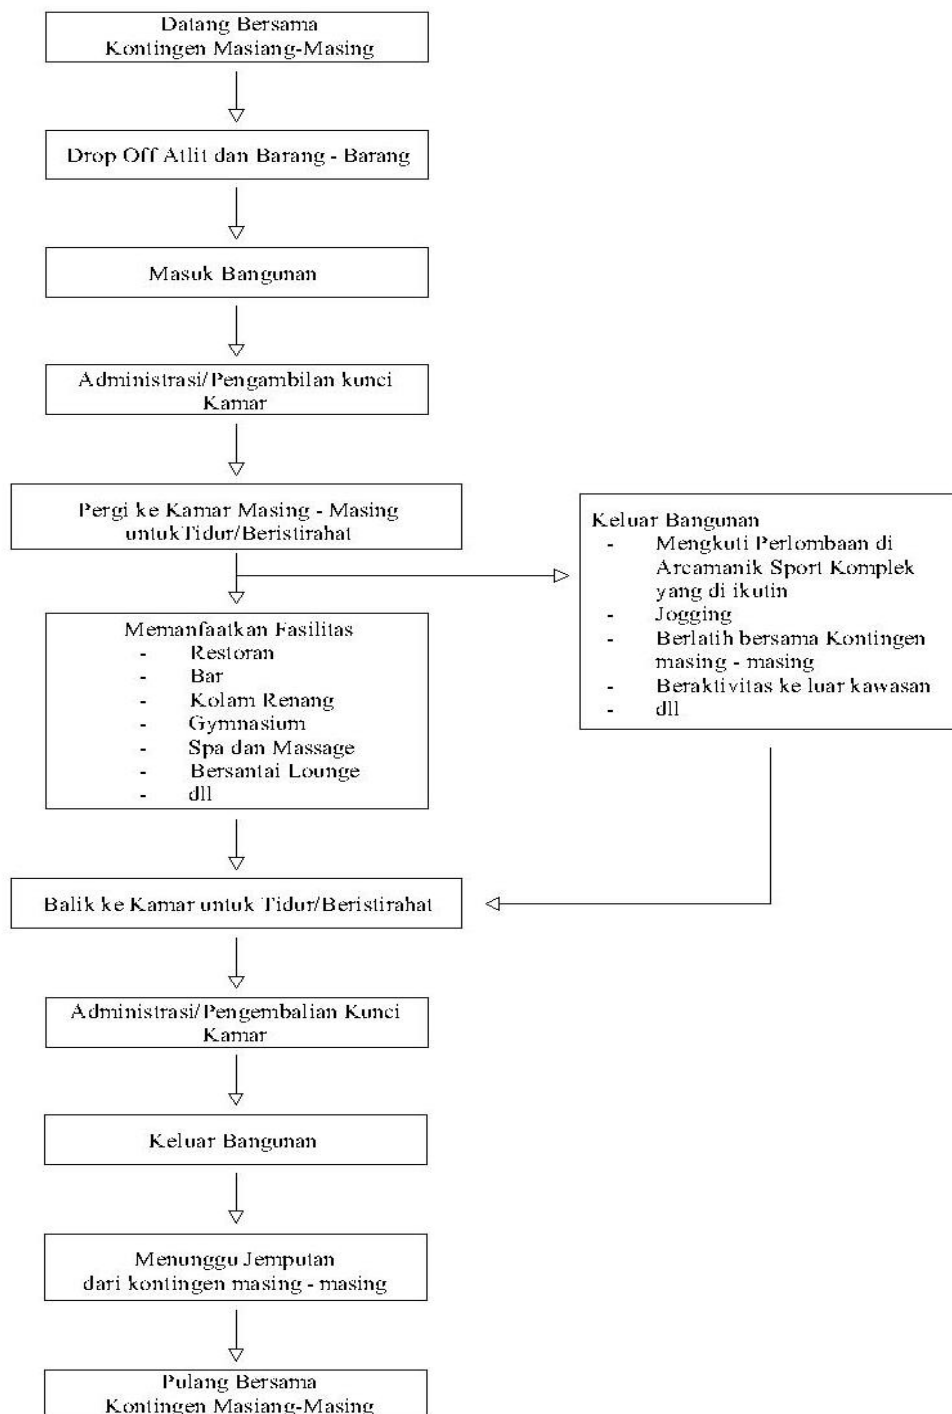 Datang Bersama
Kontingen Masiang-Masing
Drop Off Atlit dan Barang - Barang
Masuk Bangunan
Administrasi/Pengambilan kunci
Kamar
Pergi ke Kamar Masing - Masing
untukTidur/Beristirahat
Keluar Bangunan
- Mengkuti Perlombaan di
Arcamanik Sport Komplek
yang di ikutin
- Jogging
- Berlatih bersama Kontingen
masing - masing
- Beraktivitas ke luar kawasan
- dll
Memanfaatkan Fasilitas
- Restoran
- Bar
- Kolam Renang
- Gymnasium
- Spa dan Massage
- Bersantai Lounge
- dll
Balik ke Kamar untuk Tidur/Beristirahat
Administrasi/Pengembalian Kunci
Kamar
Keluar Bangunan
Menunggu Jemputan
dari kontingen masing - masing
Pulang Bersama
Kontingen Masiang-Masing